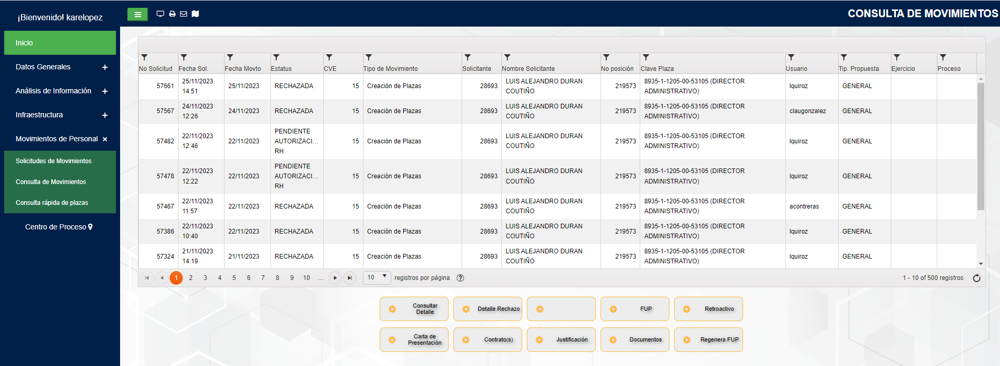 ¡Bienvenido! karelopez
CONSULTA DE MOVIMIENTOS
Inicio
Datos Generales +
Análisis de Información +
Infraestructura +
Movimientos de Personal ×
Solicitudes de Movimientos
Consulta de Movimientos
Consulta rápida de plazas
Centro de Proceso
No Solicitud Fecha Sol. Fecha Movto Estatus CVE Tipo de Movimiento Solicitante Nombre Solicitante No posición Clave Plaza Usuario Tip. Propuesta Ejercicio Proceso
57661 25/11/2023 14:51 25/11/2023 RECHAZADA 15 Creación de Plazas 28693 LUIS ALEJANDRO DURAN COUTIÑO 219573 8935-1-1205-00-53105 (DIRECTOR ADMINISTRATIVO) lquiroz GENERAL
57567 24/11/2023 12:26 24/11/2023 RECHAZADA 15 Creación de Plazas 28693 LUIS ALEJANDRO DURAN COUTIÑO 219573 8935-1-1205-00-53105 (DIRECTOR ADMINISTRATIVO) claugonzalez GENERAL
57482 22/11/2023 12:46 22/11/2023 PENDIENTE AUTORIZACI... RH 15 Creación de Plazas 28693 LUIS ALEJANDRO DURAN COUTIÑO 219573 8935-1-1205-00-53105 (DIRECTOR ADMINISTRATIVO) lquiroz GENERAL
57478 22/11/2023 12:22 22/11/2023 PENDIENTE AUTORIZACI... RH 15 Creación de Plazas 28693 LUIS ALEJANDRO DURAN COUTIÑO 219573 8935-1-1205-00-53105 (DIRECTOR ADMINISTRATIVO) lquiroz GENERAL
57467 22/11/2023 11:57 22/11/2023 RECHAZADA 15 Creación de Plazas 28693 LUIS ALEJANDRO DURAN COUTIÑO 219573 8935-1-1205-00-53105 (DIRECTOR ADMINISTRATIVO) acontreras GENERAL
57386 22/11/2023 10:40 22/11/2023 RECHAZADA 15 Creación de Plazas 28693 LUIS ALEJANDRO DURAN COUTIÑO 219573 8935-1-1205-00-53105 (DIRECTOR ADMINISTRATIVO) lquiroz GENERAL
57324 21/11/2023 14:19 21/11/2023 RECHAZADA 15 Creación de Plazas 28693 LUIS ALEJANDRO DURAN COUTIÑO 219573 8935-1-1205-00-53105 (DIRECTOR ADMINISTRATIVO) lquiroz GENERAL
1 2 3 4 5 6 7 8 9 10 ... 10 registros por página ? 1 - 10 of 500 registros
Consultar Detalle
Detalle Rechazo
FUP
Retroactivo
Carta de Presentación
Contrato(s)
Justificación
Documentos
Regenera FUP